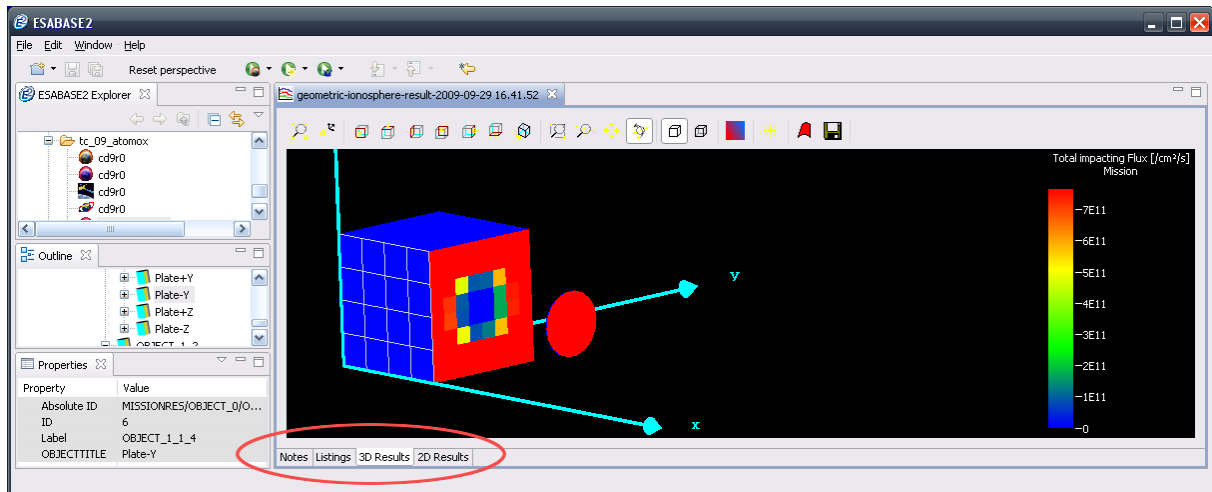 ESABASE2
File Edit Window Help
Reset perspective
ESABASE2 Explorer
tc_09_atomox
cd9r0
cd9r0
cd9r0
cd9r0
Outline
Plate+Y
Plate-Y
Plate+Z
Plate-Z
OBJECT_1_2
Properties
Property Value
Absolute ID MISSIONRES/OBJECT_0/O...
ID 6
Label OBJECT_1_1_4
OBJECTTITLE Plate-Y
geometric-ionosphere-result-2009-09-29 16.41.52
Total impacting Flux [/cm²/s]
Mission
7E11
6E11
5E11
4E11
3E11
2E11
1E11
0
y
x
Notes Listings 3D Results 2D Results